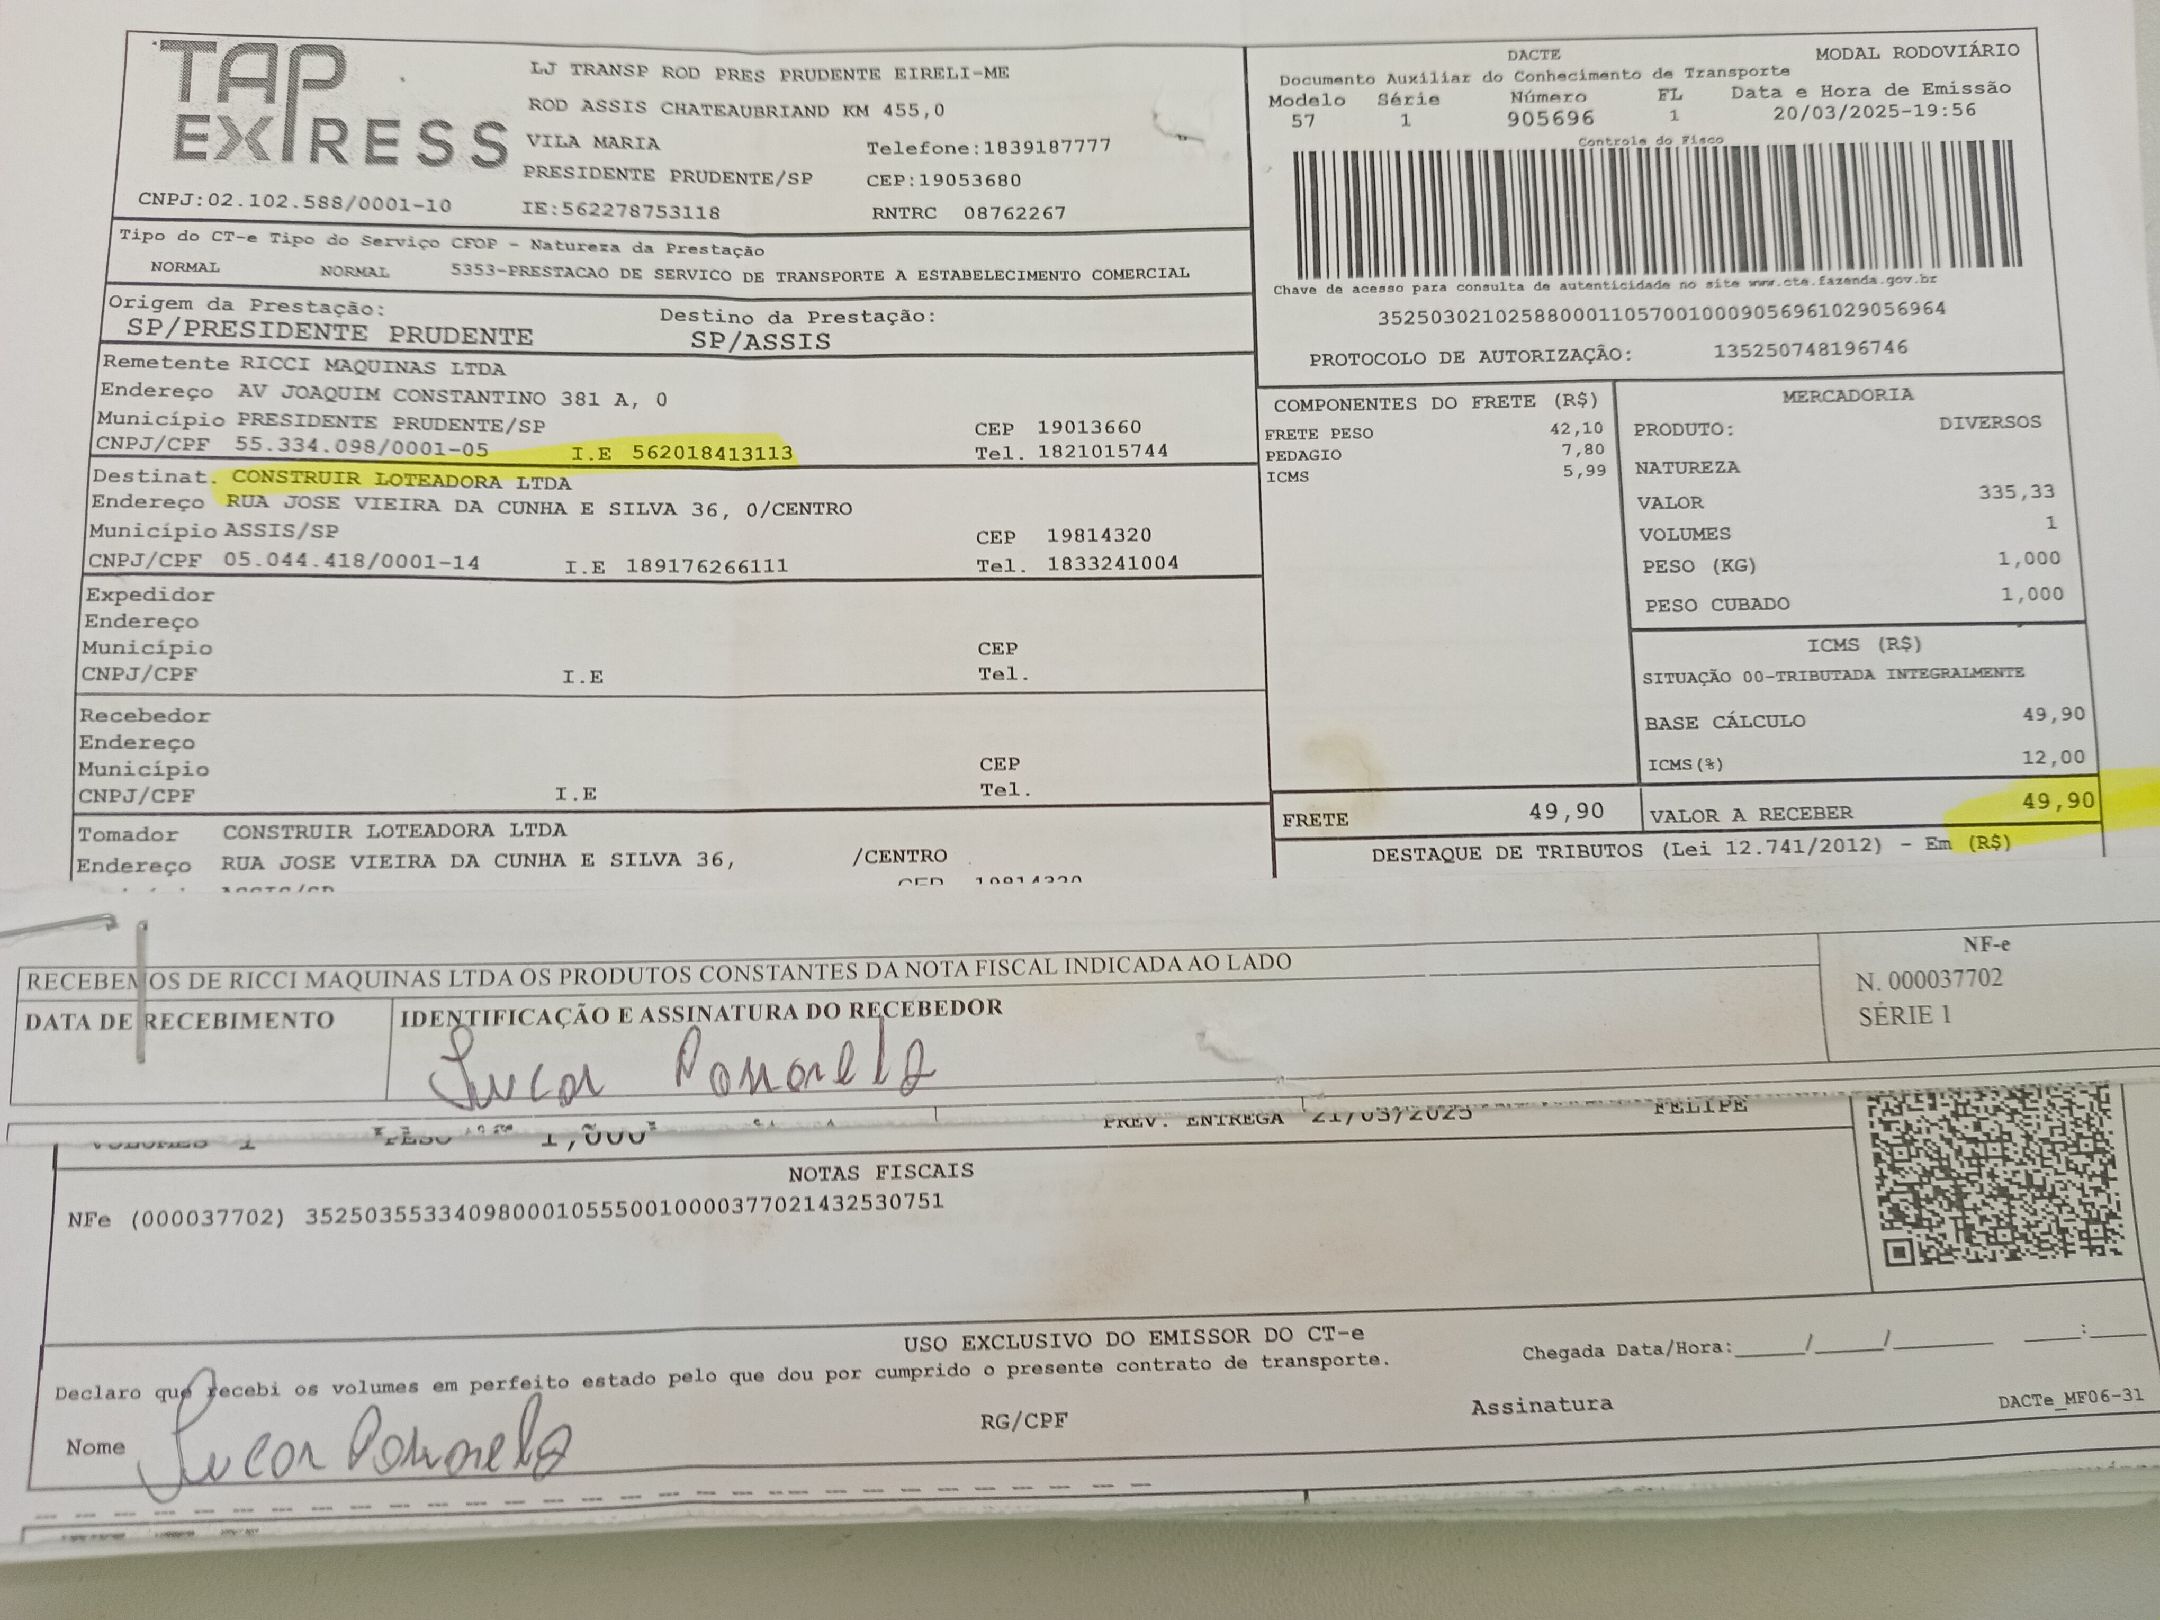 TAP
EXPRESS
LJ TRANSP ROD PRES PRUDENTE EIRELI-ME
ROD ASSIS CHATEAUBRIAND KM 455,0
VILA MARIA Telefone:1839187777
PRESIDENTE PRUDENTE/SP CEP:19053680
CNPJ:02.102.588/0001-10 IE:562278753118 RNTRC 08762267
Tipo do CT-e Tipo do Serviço CFOP - Natureza da Prestação
NORMAL NORMAL 5353-PRESTACAO DE SERVICO DE TRANSPORTE A ESTABELECIMENTO COMERCIAL
Origem da Prestação: Destino da Prestação:
SP/PRESIDENTE PRUDENTE SP/ASSIS
Remetente RICCI MAQUINAS LTDA
Endereço AV JOAQUIM CONSTANTINO 381 A, 0
Município PRESIDENTE PRUDENTE/SP CEP 19013660
CNPJ/CPF 55.334.098/0001-05 I.E 562018413113 Tel. 1821015744
Destinat. CONSTRUIR LOTEADORA LTDA
Endereço RUA JOSE VIEIRA DA CUNHA E SILVA 36, 0/CENTRO
Município ASSIS/SP CEP 19814320
CNPJ/CPF 05.044.418/0001-14 I.E 189176266111 Tel. 1833241004
Expedidor
Endereço
Município CEP
CNPJ/CPF I.E Tel.
Recebedor
Endereço
Município CEP
CNPJ/CPF I.E Tel.
Tomador CONSTRUIR LOTEADORA LTDA
Endereço RUA JOSE VIEIRA DA CUNHA E SILVA 36, /CENTRO
DACTE MODAL RODOVIÁRIO
Documento Auxiliar do Conhecimento de Transporte
Modelo Série Número FL Data e Hora de Emissão
57 1 905696 1 20/03/2025-19:56
Controle do Fisco
Chave de acesso para consulta de autenticidade no site www.cte.fazenda.gov.br
35250302102588000110570010009056961029056964
PROTOCOLO DE AUTORIZAÇÃO: 135250748196746
COMPONENTES DO FRETE (R$)
FRETE PESO 42,10
PEDAGIO 7,80
ICMS 5,99
MERCADORIA
PRODUTO: DIVERSOS
NATUREZA
VALOR 335,33
VOLUMES 1
PESO (KG) 1,000
PESO CUBADO 1,000
ICMS (R$)
SITUAÇÃO 00-TRIBUTADA INTEGRALMENTE
BASE CÁLCULO 49,90
ICMS(%) 12,00
FRETE 49,90 VALOR A RECEBER 49,90
DESTAQUE DE TRIBUTOS (Lei 12.741/2012) - Em (R$)
RECEBEMOS DE RICCI MAQUINAS LTDA OS PRODUTOS CONSTANTES DA NOTA FISCAL INDICADA AO LADO
DATA DE RECEBIMENTO IDENTIFICAÇÃO E ASSINATURA DO RECEBEDOR
NF-e
N. 000037702
SÉRIE 1
VOLUMES 1 PESO 1,000 PREV. ENTREGA 21/03/2025 FELIPE
NOTAS FISCAIS
NFe (000037702) 35250355334098000105550010000377021432530751
USO EXCLUSIVO DO EMISSOR DO CT-e
Declaro que recebi os volumes em perfeito estado pelo que dou por cumprido o presente contrato de transporte.
Chegada Data/Hora:_____/_____/_______ ____:____
Nome RG/CPF Assinatura DACTe_MF06-31